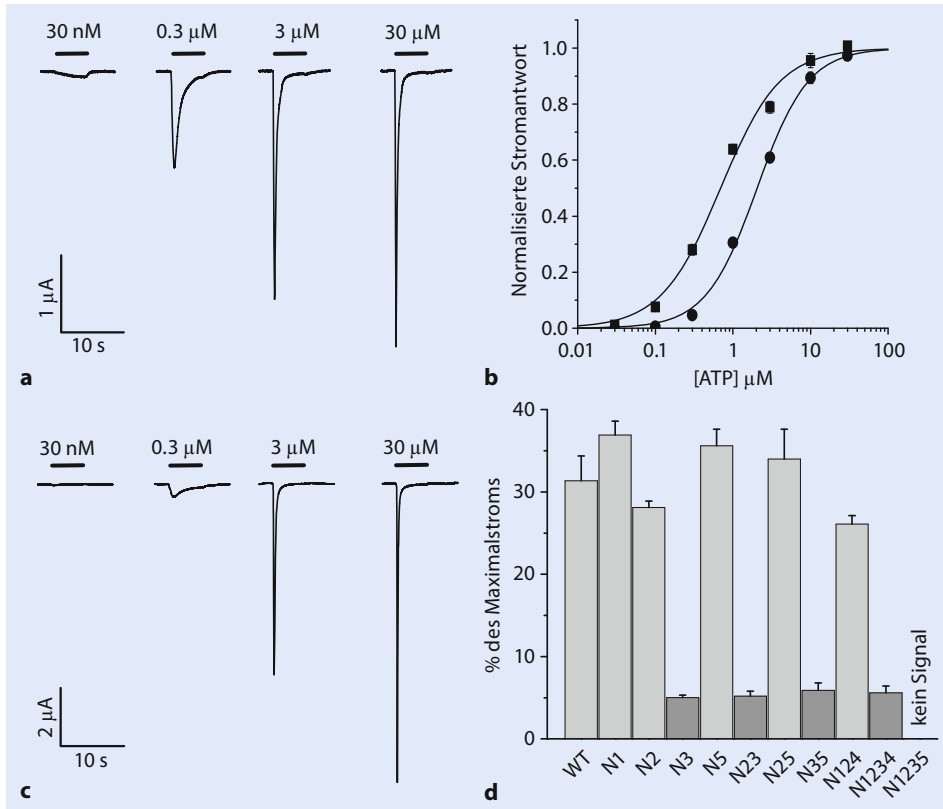 30 nM 0.3 µM 3 µM 30 µM
1 µA
10 s
a
Normalisierte Stromantwort
1.0
0.8
0.6
0.4
0.2
0.0
0.01 0.1 1 10 100
[ATP] µM
b
30 nM 0.3 µM 3 µM 30 µM
2 µA
10 s
c
% des Maximalstroms
40
30
20
10
0
kein Signal
WT N1 N2 N3 N5 N23 N25 N35 N124 N1234 N1235
d